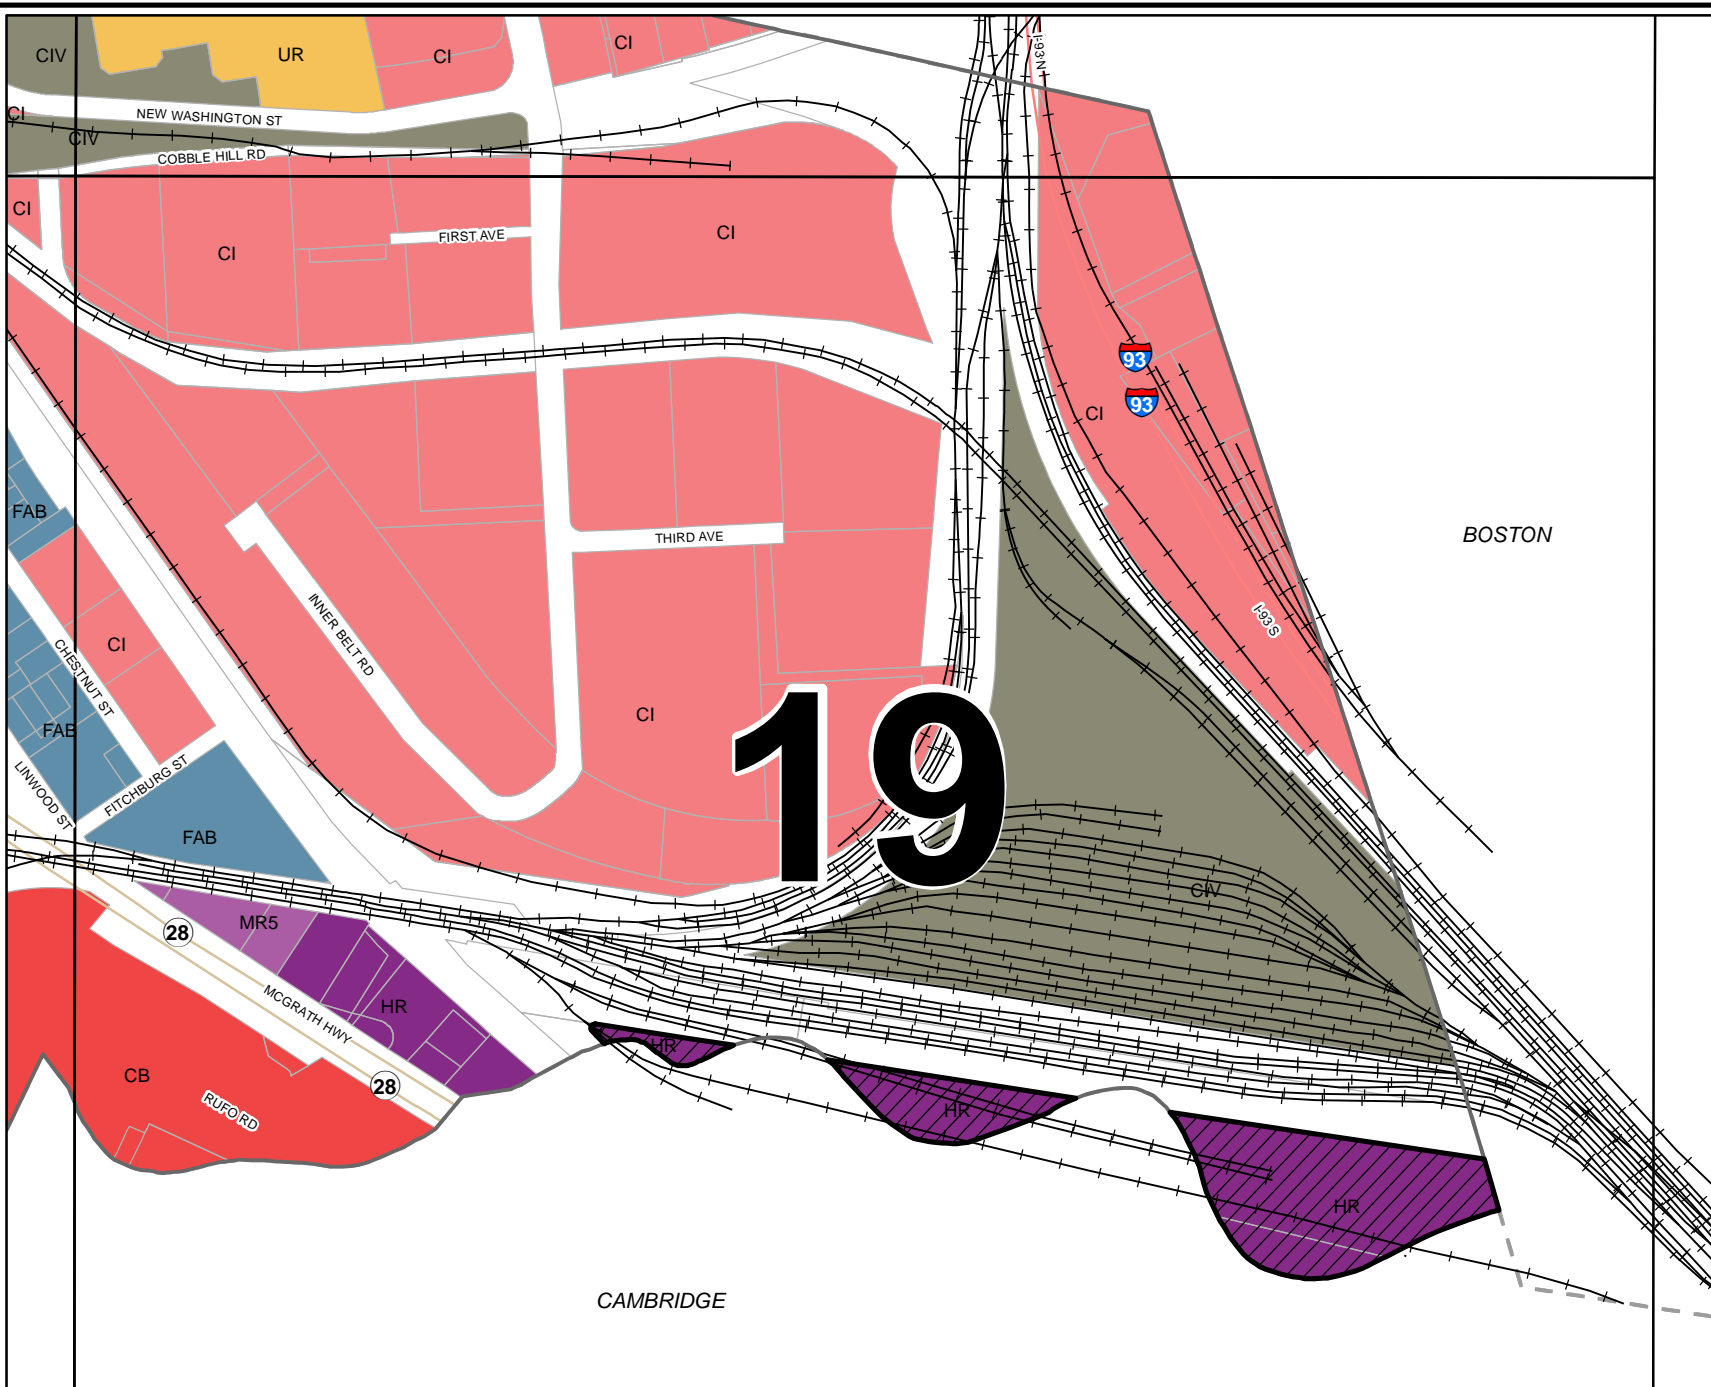 CIV
UR
CI
CI
I-93 N
CI
NEW WASHINGTON ST
CIV
COBBLE HILL RD
CI
CI
FIRST AVE
CI
93
93
CI
FAB
THIRD AVE
BOSTON
INNER BELT RD
I-93 S
CI
CHESTNUT ST
FAB
CI
19
LINWOOD ST
FITCHBURG ST
FAB
CIV
MR5
28
HR
MCGRATH HWY
HR
CB
28
RUFO RD
HR
HR
CAMBRIDGE